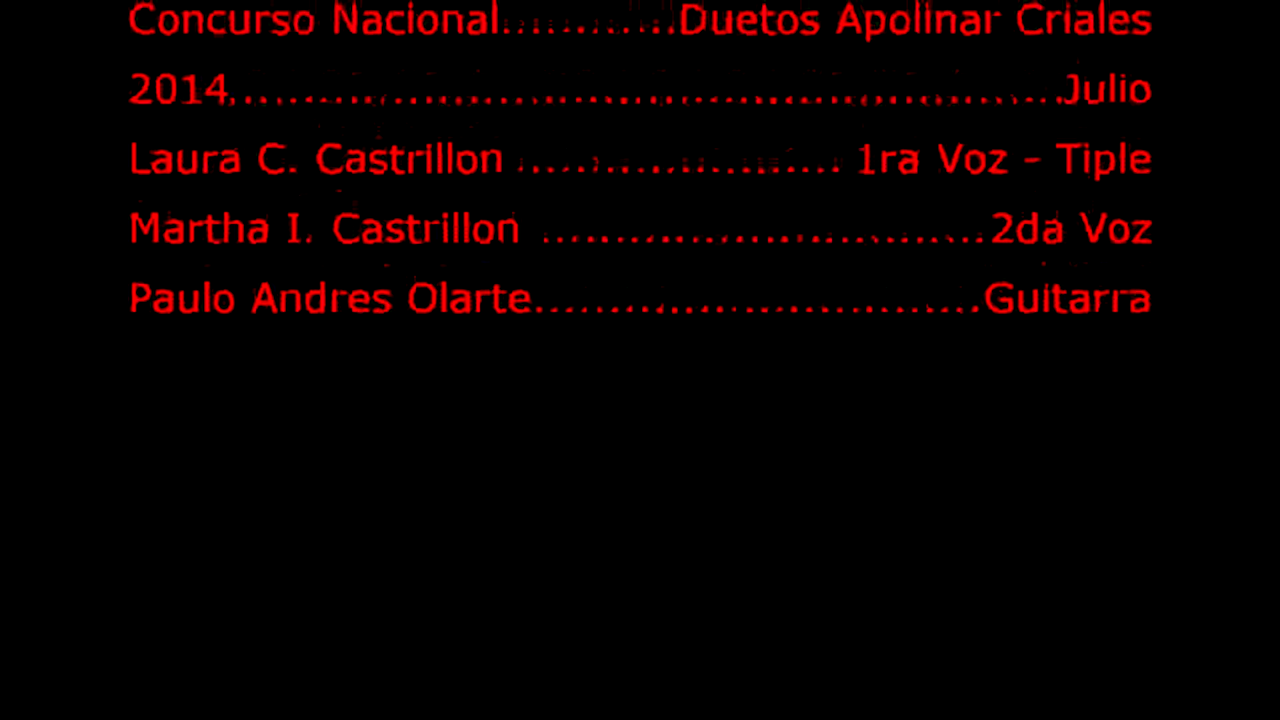 Concurso Nacional............Duetos Apolinar Criales
2014.........................................................Julio
Laura C. Castrillon ...................... 1ra Voz - Tiple
Martha I. Castrillon ..............................2da Voz
Paulo Andres Olarte..............................Guitarra